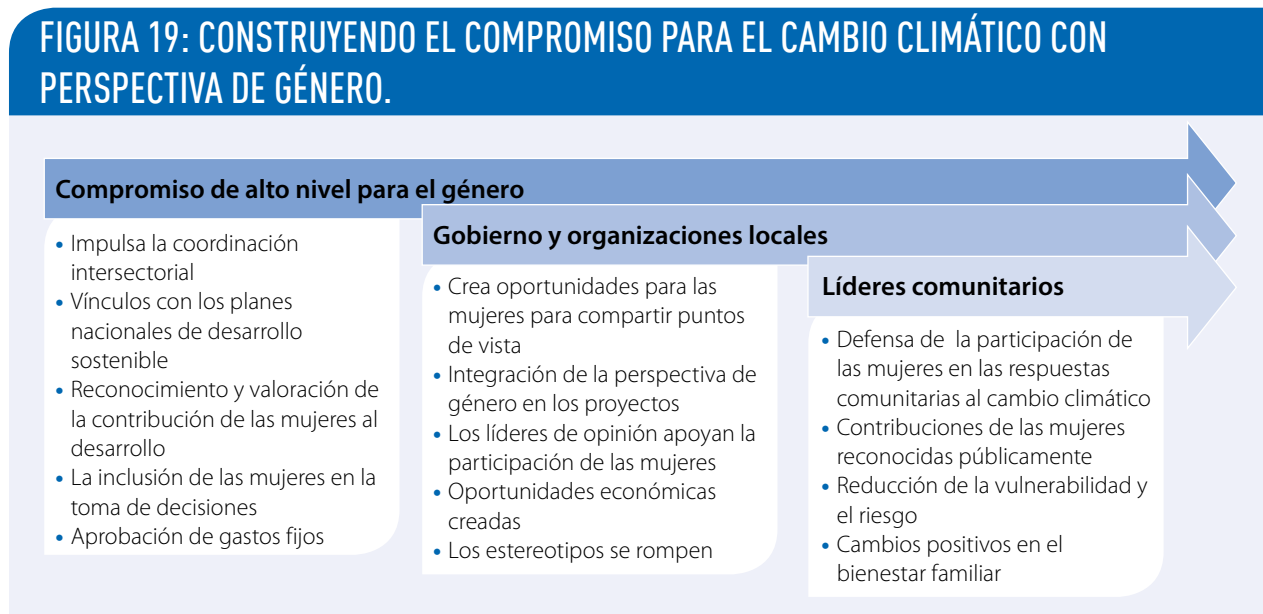 FIGURA 19: CONSTRUYENDO EL COMPROMISO PARA EL CAMBIO CLIMÁTICO CON
PERSPECTIVA DE GÉNERO.
Compromiso de alto nivel para el género
• Impulsa la coordinación
intersectorial
• Vínculos con los planes
nacionales de desarrollo
sostenible
• Reconocimiento y valoración de
la contribución de las mujeres al
desarrollo
• La inclusión de las mujeres en la
toma de decisiones
• Aprobación de gastos fijos
Gobierno y organizaciones locales
• Crea oportunidades para las
mujeres para compartir puntos
de vista
• Integración de la perspectiva de
género en los proyectos
• Los líderes de opinión apoyan la
participación de las mujeres
• Oportunidades económicas
creadas
• Los estereotipos se rompen
Líderes comunitarios
• Defensa de la participación de
las mujeres en las respuestas
comunitarias al cambio climático
• Contribuciones de las mujeres
reconocidas públicamente
• Reducción de la vulnerabilidad y
el riesgo
• Cambios positivos en el
bienestar familiar